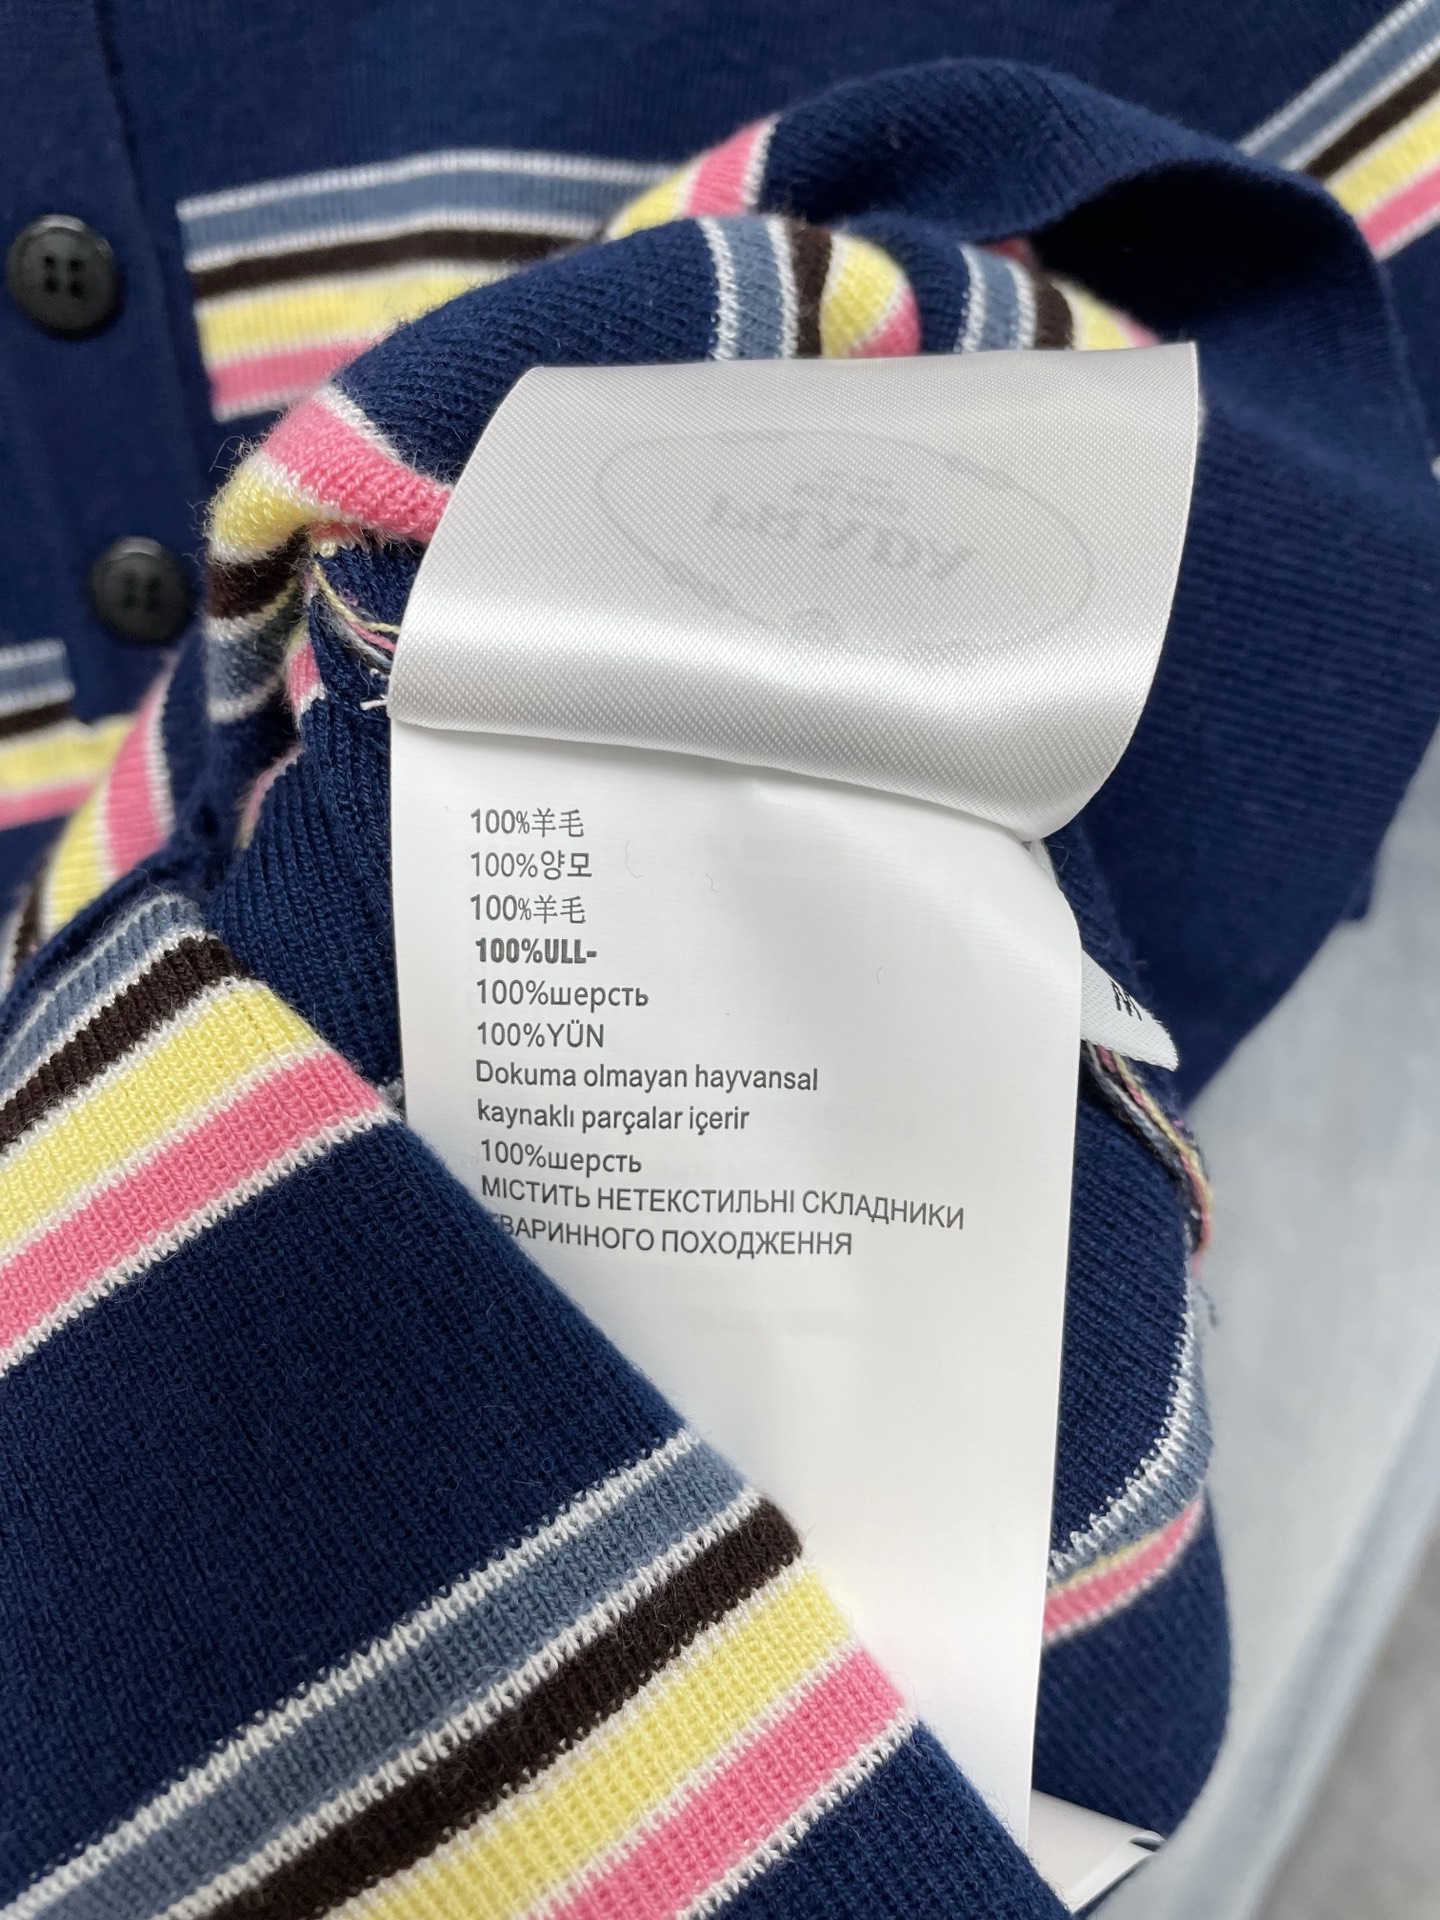 100%羊毛
100%양모
100%羊毛
100%ULL-
100%шерсть
100%YÜN
Dokuma olmayan hayvansal
kaynaklı parçalar içerir
100%шерсть
МІСТИТЬ НЕТЕКСТИЛЬНІ СКЛАДНИКИ
ТВАРИННОГО ПОХОДЖЕННЯ